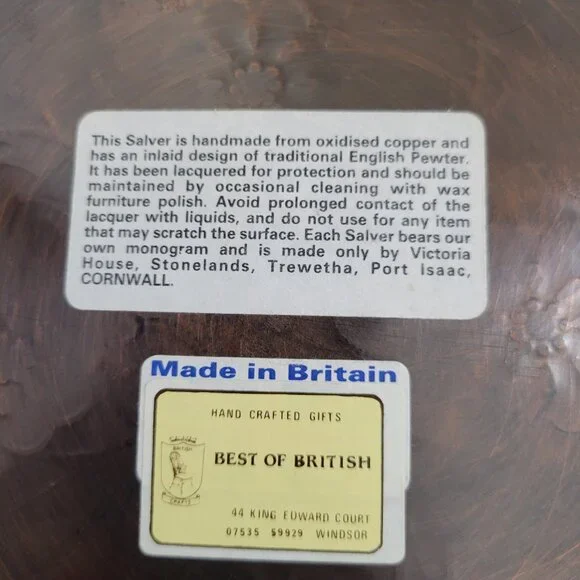 This Salver is handmade from oxidised copper and
has an inlaid design of traditional English Pewter.
It has been lacquered for protection and should be
maintained by occasional cleaning with wax
furniture polish. Avoid prolonged contact of the
lacquer with liquids, and do not use for any item
that may scratch the surface. Each Salver bears our
own monogram and is made only by Victoria
House, Stonelands, Trewetha, Port Isaac,
CORNWALL.
Made in Britain
HAND CRAFTED GIFTS
BRITISH
CRAFTS
BEST OF BRITISH
44 KING EDWARD COURT
07535 59929 WINDSOR